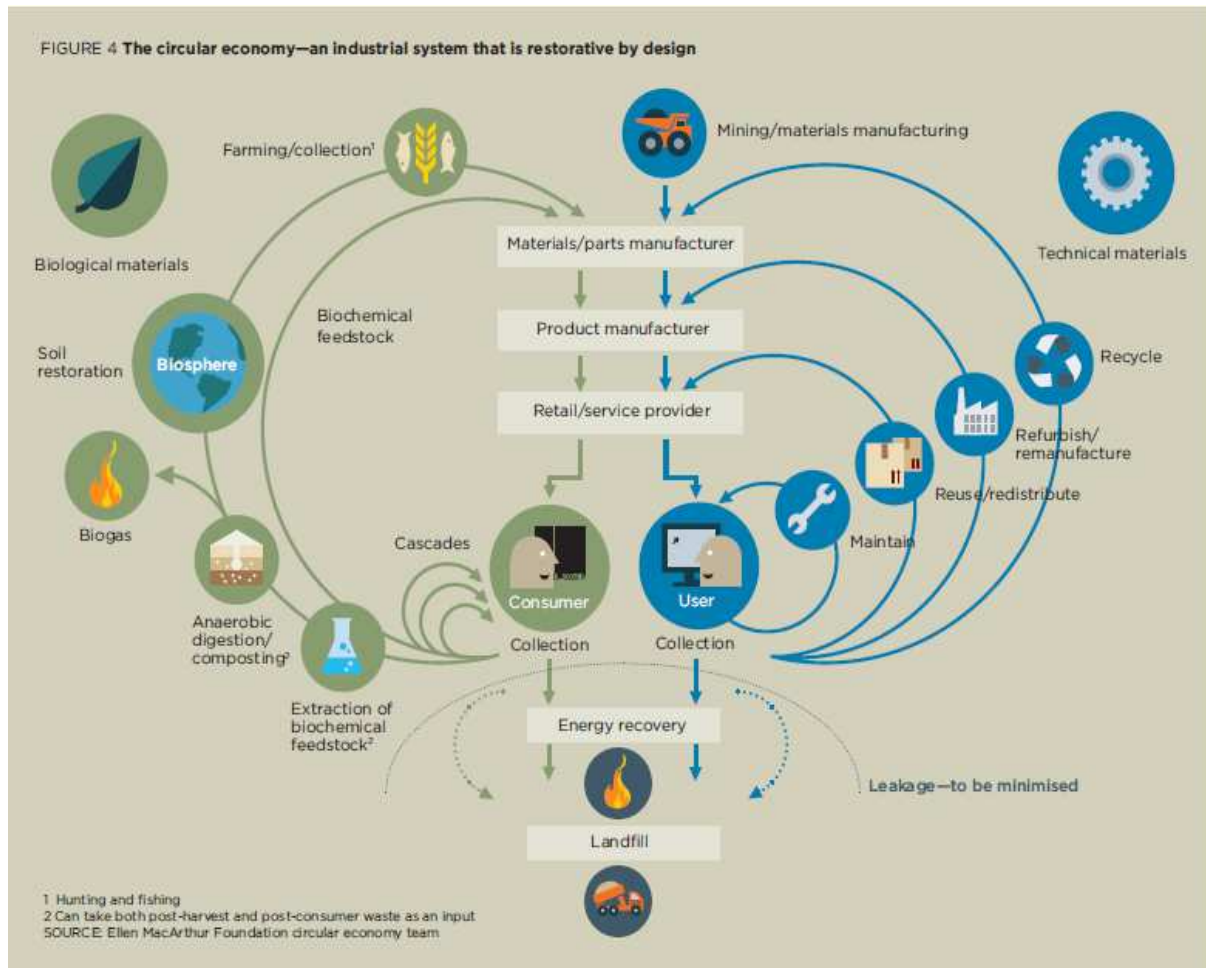 FIGURE 4 The circular economy—an industrial system that is restorative by design
Mining/materials manufacturing
Farming/collection¹
Materials/parts manufacturer
Biological materials
Technical materials
Biochemical
feedstock
Product manufacturer
Soil
restoration
Biosphere
Recycle
Retail/service provider
Refurbish/
remanufacture
Reuse/redistribute
Biogas
Cascades
Maintain
Consumer
User
Anaerobic
digestion/
composting²
Collection
Collection
Extraction of
biochemical
feedstock²
Energy recovery
Leakage—to be minimised
Landfill
1 Hunting and fishing
2 Can take both post-harvest and post-consumer waste as an input
SOURCE: Ellen MacArthur Foundation circular economy team